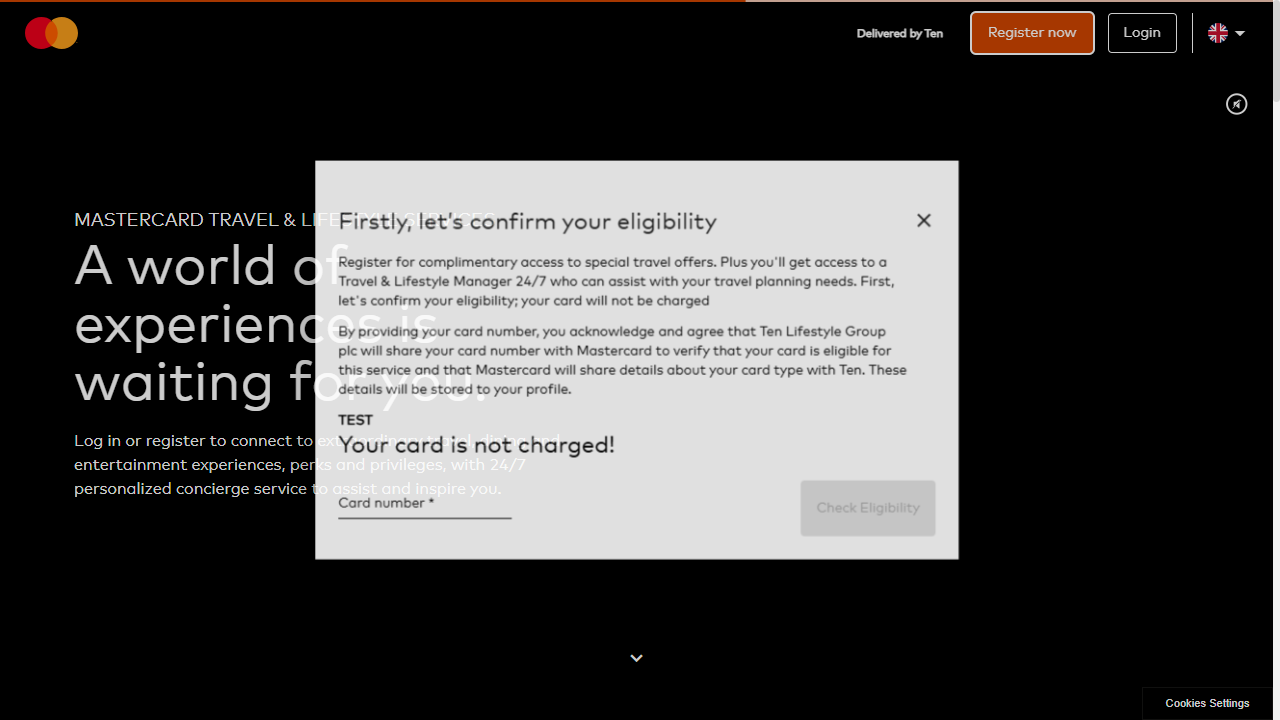 Delivered by Ten
Register now
Login
MASTERCARD TRAVEL & LIFESTYLE SERVICES
A world of
experiences is
waiting for you.
Log in or register to connect to extraordinary travel, dining and
entertainment experiences, perks and privileges, with 24/7
personalized concierge service to assist and inspire you.
Firstly, let's confirm your eligibility
Register for complimentary access to special travel offers. Plus you'll get access to a
Travel & Lifestyle Manager 24/7 who can assist with your travel planning needs. First,
let's confirm your eligibility; your card will not be charged
By providing your card number, you acknowledge and agree that Ten Lifestyle Group
plc will share your card number with Mastercard to verify that your card is eligible for
this service and that Mastercard will share details about your card type with Ten. These
details will be stored to your profile.
TEST
Your card is not charged!
Card number *
Check Eligibility
Cookies Settings